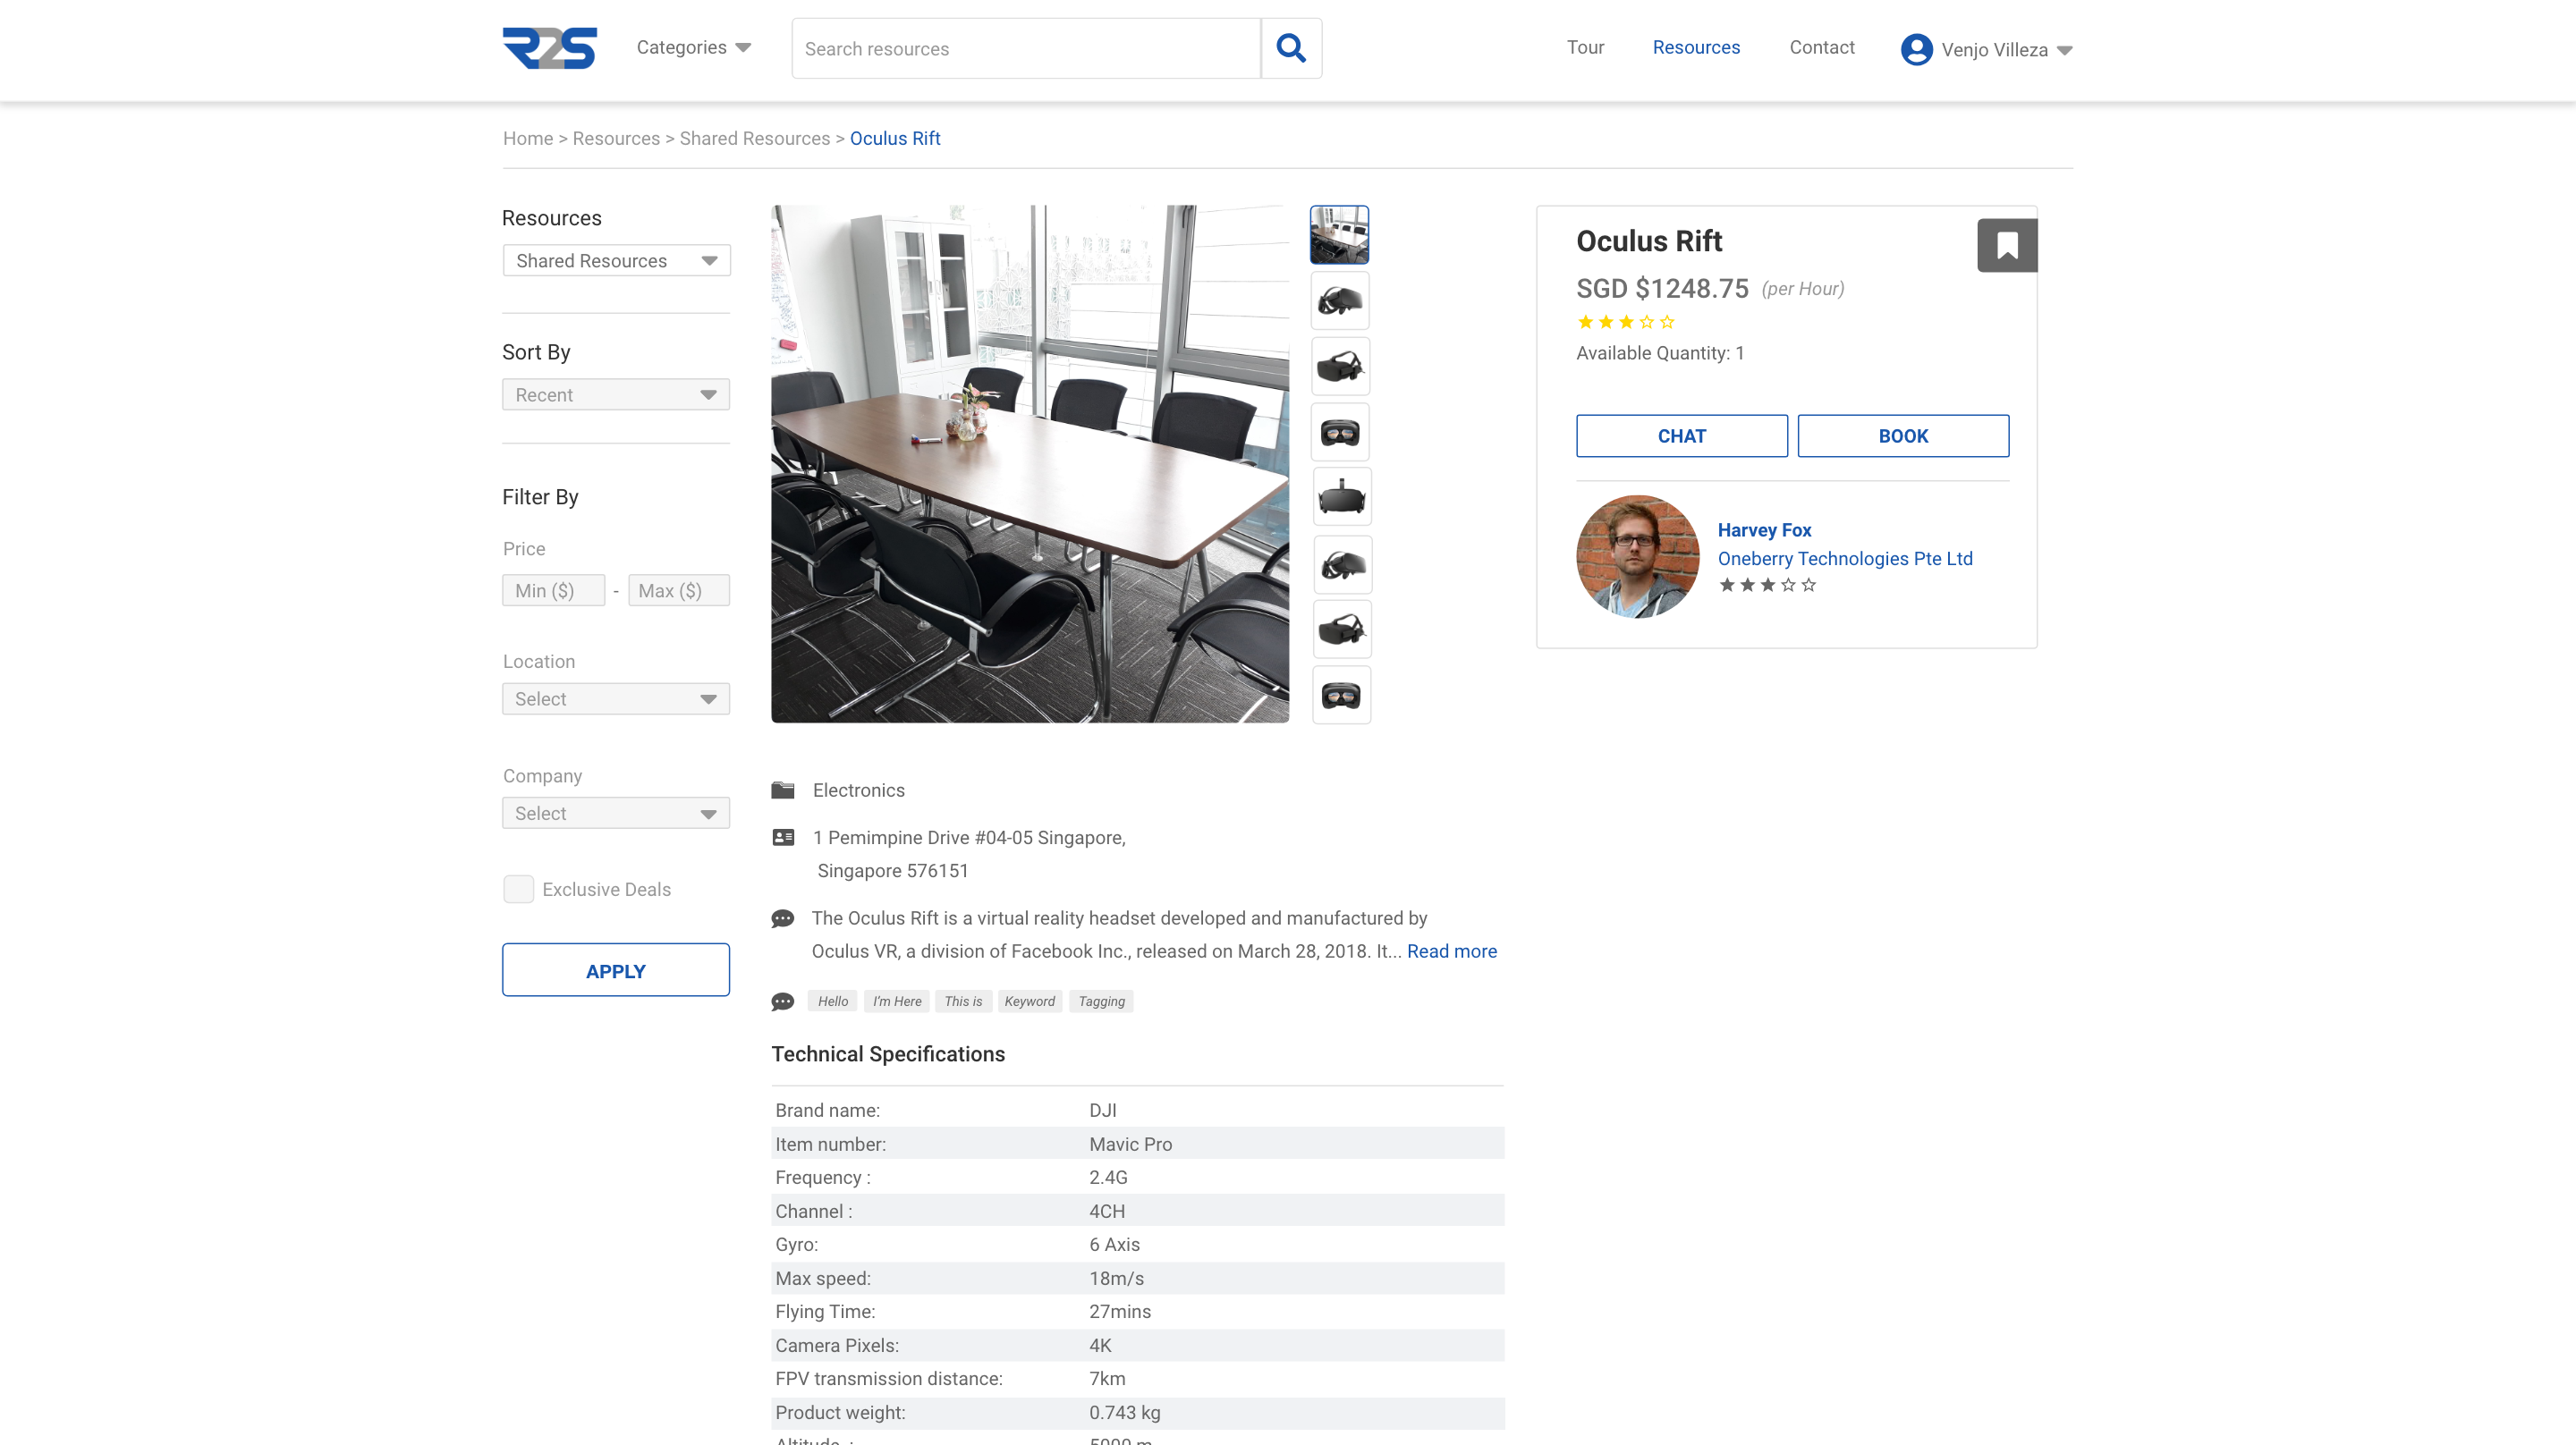 R2S
Categories
Search resources
Tour
Resources
Contact
Venjo Villeza
Home > Resources > Shared Resources > Oculus Rift
Resources
Shared Resources
Sort By
Recent
Filter By
Price
Min ($) - Max ($)
Location
Select
Company
Select
Exclusive Deals
APPLY
Oculus Rift
SGD $1248.75 (per Hour)
Available Quantity: 1
CHAT
BOOK
Harvey Fox
Oneberry Technologies Pte Ltd
Electronics
1 Pemimpine Drive #04-05 Singapore,
Singapore 576151
The Oculus Rift is a virtual reality headset developed and manufactured by
Oculus VR, a division of Facebook Inc., released on March 28, 2018. It... Read more
Hello I'm Here This is Keyword Tagging
Technical Specifications
Brand name: DJI
Item number: Mavic Pro
Frequency : 2.4G
Channel : 4CH
Gyro: 6 Axis
Max speed: 18m/s
Flying Time: 27mins
Camera Pixels: 4K
FPV transmission distance: 7km
Product weight: 0.743 kg
Altitude : 5000 m